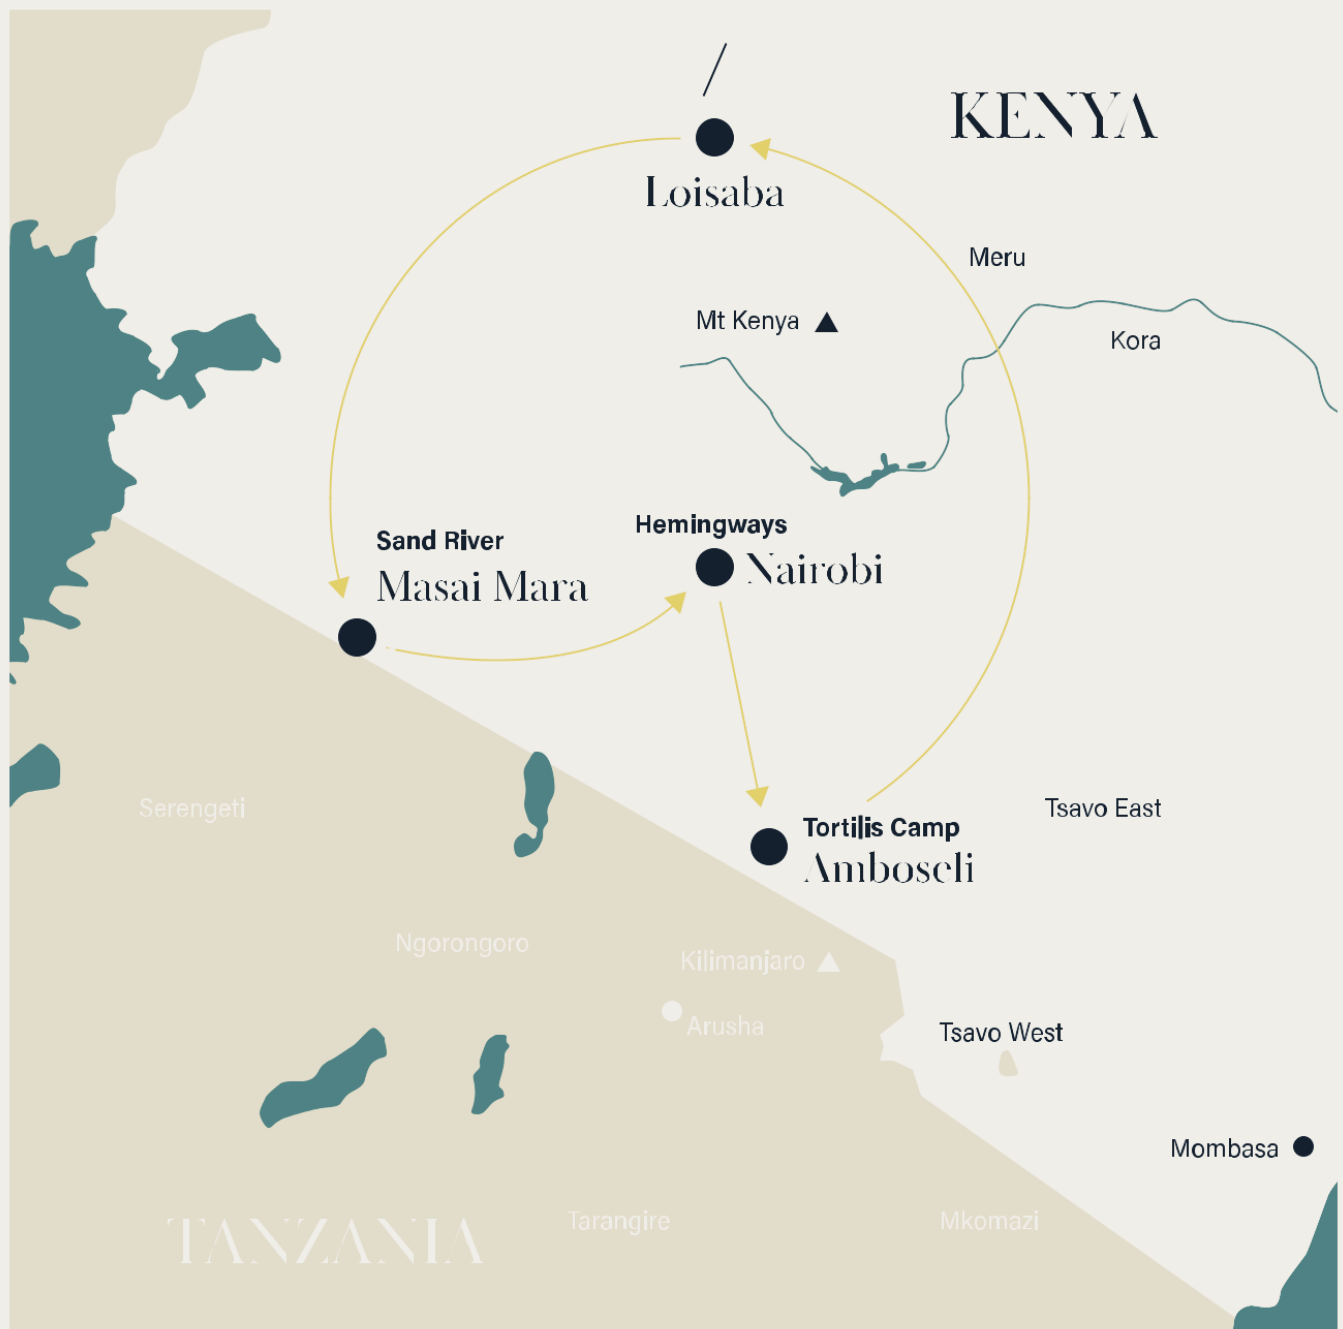 KENYA
Loisaba
Meru
Mt Kenya
Kora
Hemingways
Nairobi
Sand River
Masai Mara
Serengeti
Tsavo East
Tortilis Camp
Amboseli
Ngorongoro
Kilimanjaro
Arusha
Tsavo West
Mombasa
TANZANIA
Tarangire
Mkomazi